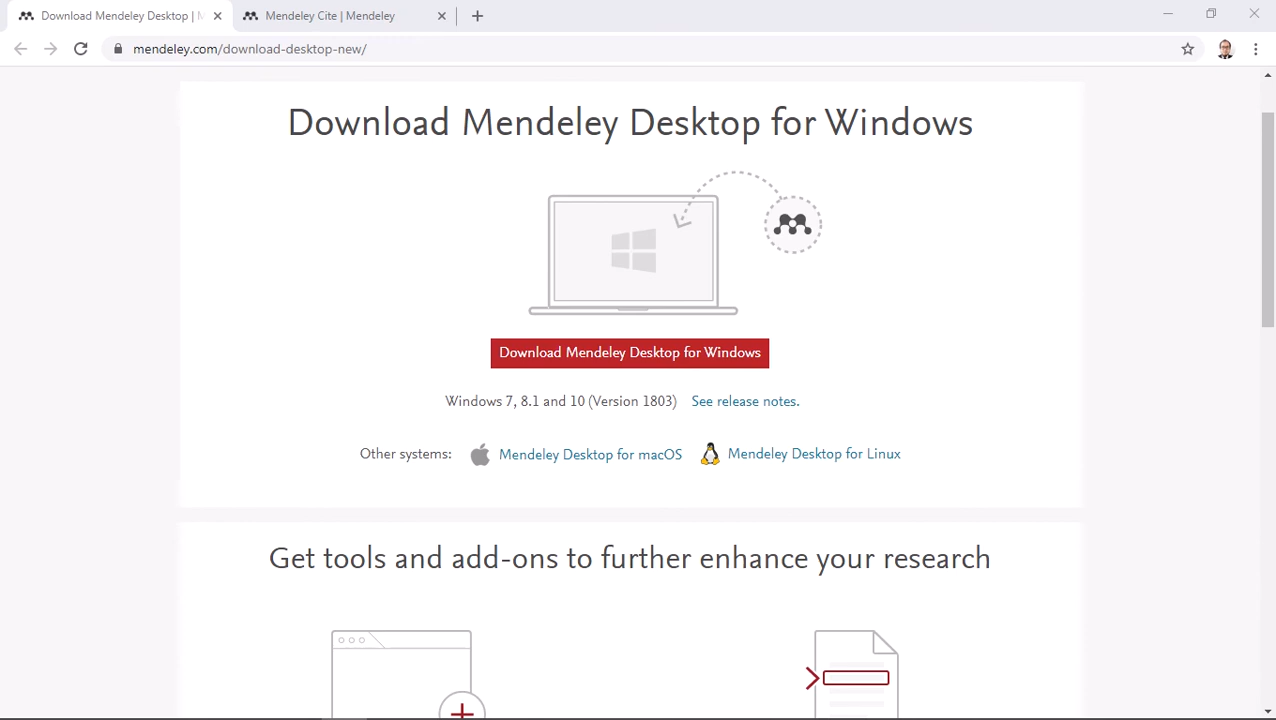 Download Mendeley Desktop | M
Mendeley Cite | Mendeley
mendeley.com/download-desktop-new/
Download Mendeley Desktop for Windows
Download Mendeley Desktop for Windows
Windows 7, 8.1 and 10 (Version 1803) See release notes.
Other systems: Mendeley Desktop for macOS Mendeley Desktop for Linux
Get tools and add-ons to further enhance your research